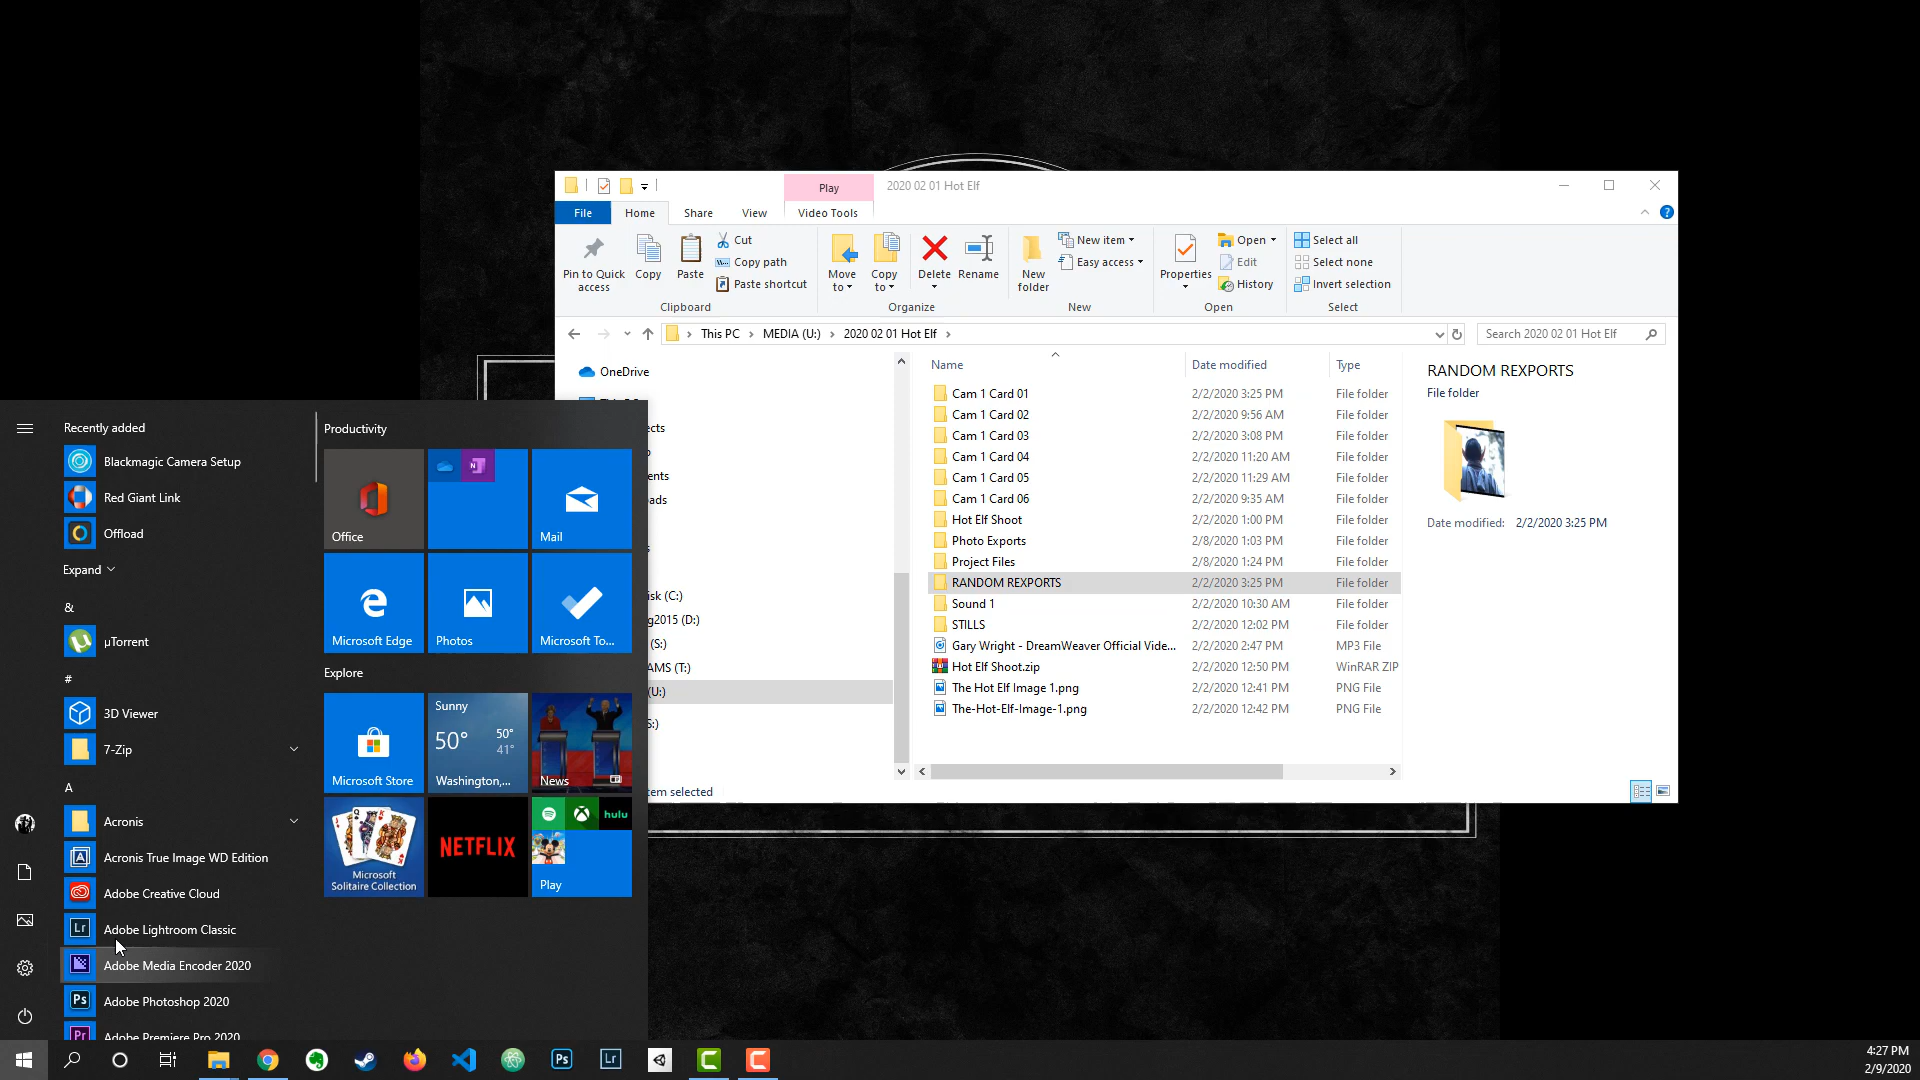 Play
2020 02 01 Hot Elf
File
Home
Share
View
Video Tools
Pin to Quick access
Copy
Paste
Cut
Copy path
Paste shortcut
Clipboard
Move to
Copy to
Delete
Rename
Organize
New folder
New item
Easy access
New
Properties
Open
Edit
History
Open
Select all
Select none
Invert selection
Select
This PC
MEDIA (U:)
2020 02 01 Hot Elf
Search 2020 02 01 Hot Elf
OneDrive
ects
ents
ads
isk (C:)
g2015 (D:)
(S:)
AMS (T:)
(U:)
S:)
tem selected
Name Date modified Type
Cam 1 Card 01 2/2/2020 3:25 PM File folder
Cam 1 Card 02 2/2/2020 9:56 AM File folder
Cam 1 Card 03 2/2/2020 3:08 PM File folder
Cam 1 Card 04 2/2/2020 11:20 AM File folder
Cam 1 Card 05 2/2/2020 11:29 AM File folder
Cam 1 Card 06 2/2/2020 9:35 AM File folder
Hot Elf Shoot 2/2/2020 1:00 PM File folder
Photo Exports 2/8/2020 1:03 PM File folder
Project Files 2/8/2020 1:24 PM File folder
RANDOM REXPORTS 2/2/2020 3:25 PM File folder
Sound 1 2/2/2020 10:30 AM File folder
STILLS 2/2/2020 12:02 PM File folder
Gary Wright - DreamWeaver Official Vide... 2/2/2020 2:47 PM MP3 File
Hot Elf Shoot.zip 2/2/2020 12:50 PM WinRAR ZIP
The Hot Elf Image 1.png 2/2/2020 12:41 PM PNG File
The-Hot-Elf-Image-1.png 2/2/2020 12:42 PM PNG File
RANDOM REXPORTS
File folder
Date modified: 2/2/2020 3:25 PM
Recently added
Blackmagic Camera Setup
Red Giant Link
Offload
Expand
&
µTorrent
#
3D Viewer
7-Zip
A
Acronis
Acronis True Image WD Edition
Adobe Creative Cloud
Lr
Adobe Lightroom Classic
Adobe Media Encoder 2020
Ps
Adobe Photoshop 2020
Pr
Adobe Premiere Pro 2020
Productivity
Office
N
Mail
Microsoft Edge
Photos
Microsoft To...
Explore
Microsoft Store
Sunny
50°
50°
41°
Washington,...
News
Microsoft
Solitaire Collection
NETFLIX
hulu
Play
Ps
Lr
4:27 PM
2/9/2020